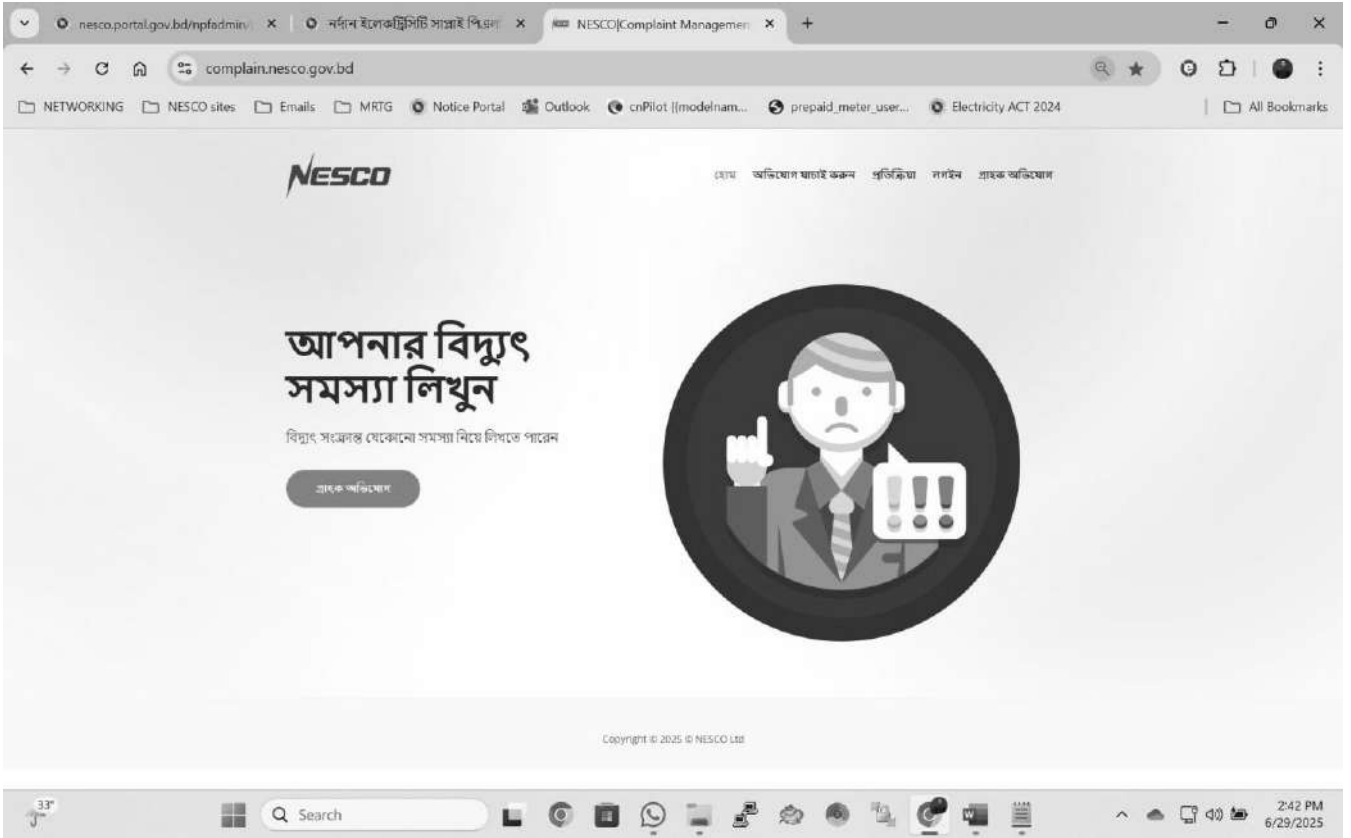 nesco.portal.gov.bd/npfadmin/
নর্দান ইলেকট্রিসিটি সাপ্লাই পি.এল
NESCO|Complaint Managemen
complain.nesco.gov.bd
NETWORKING NESCO sites Emails MRTG Notice Portal Outlook cnPilot {{modelnam... prepaid_meter_user... Electricity ACT 2024 All Bookmarks
NESCO
হোম অভিযোগ যাচাই করুন প্রতিক্রিয়া লগইন গ্রাহক অভিযোগ
আপনার বিদ্যুৎ
সমস্যা লিখুন
বিদ্যুৎ সংক্রান্ত যেকোনো সমস্যা নিয়ে লিখতে পারেন
গ্রাহক অভিযোগ
Copyright © 2025 © NESCO Ltd
33°
Search
2:42 PM
6/29/2025